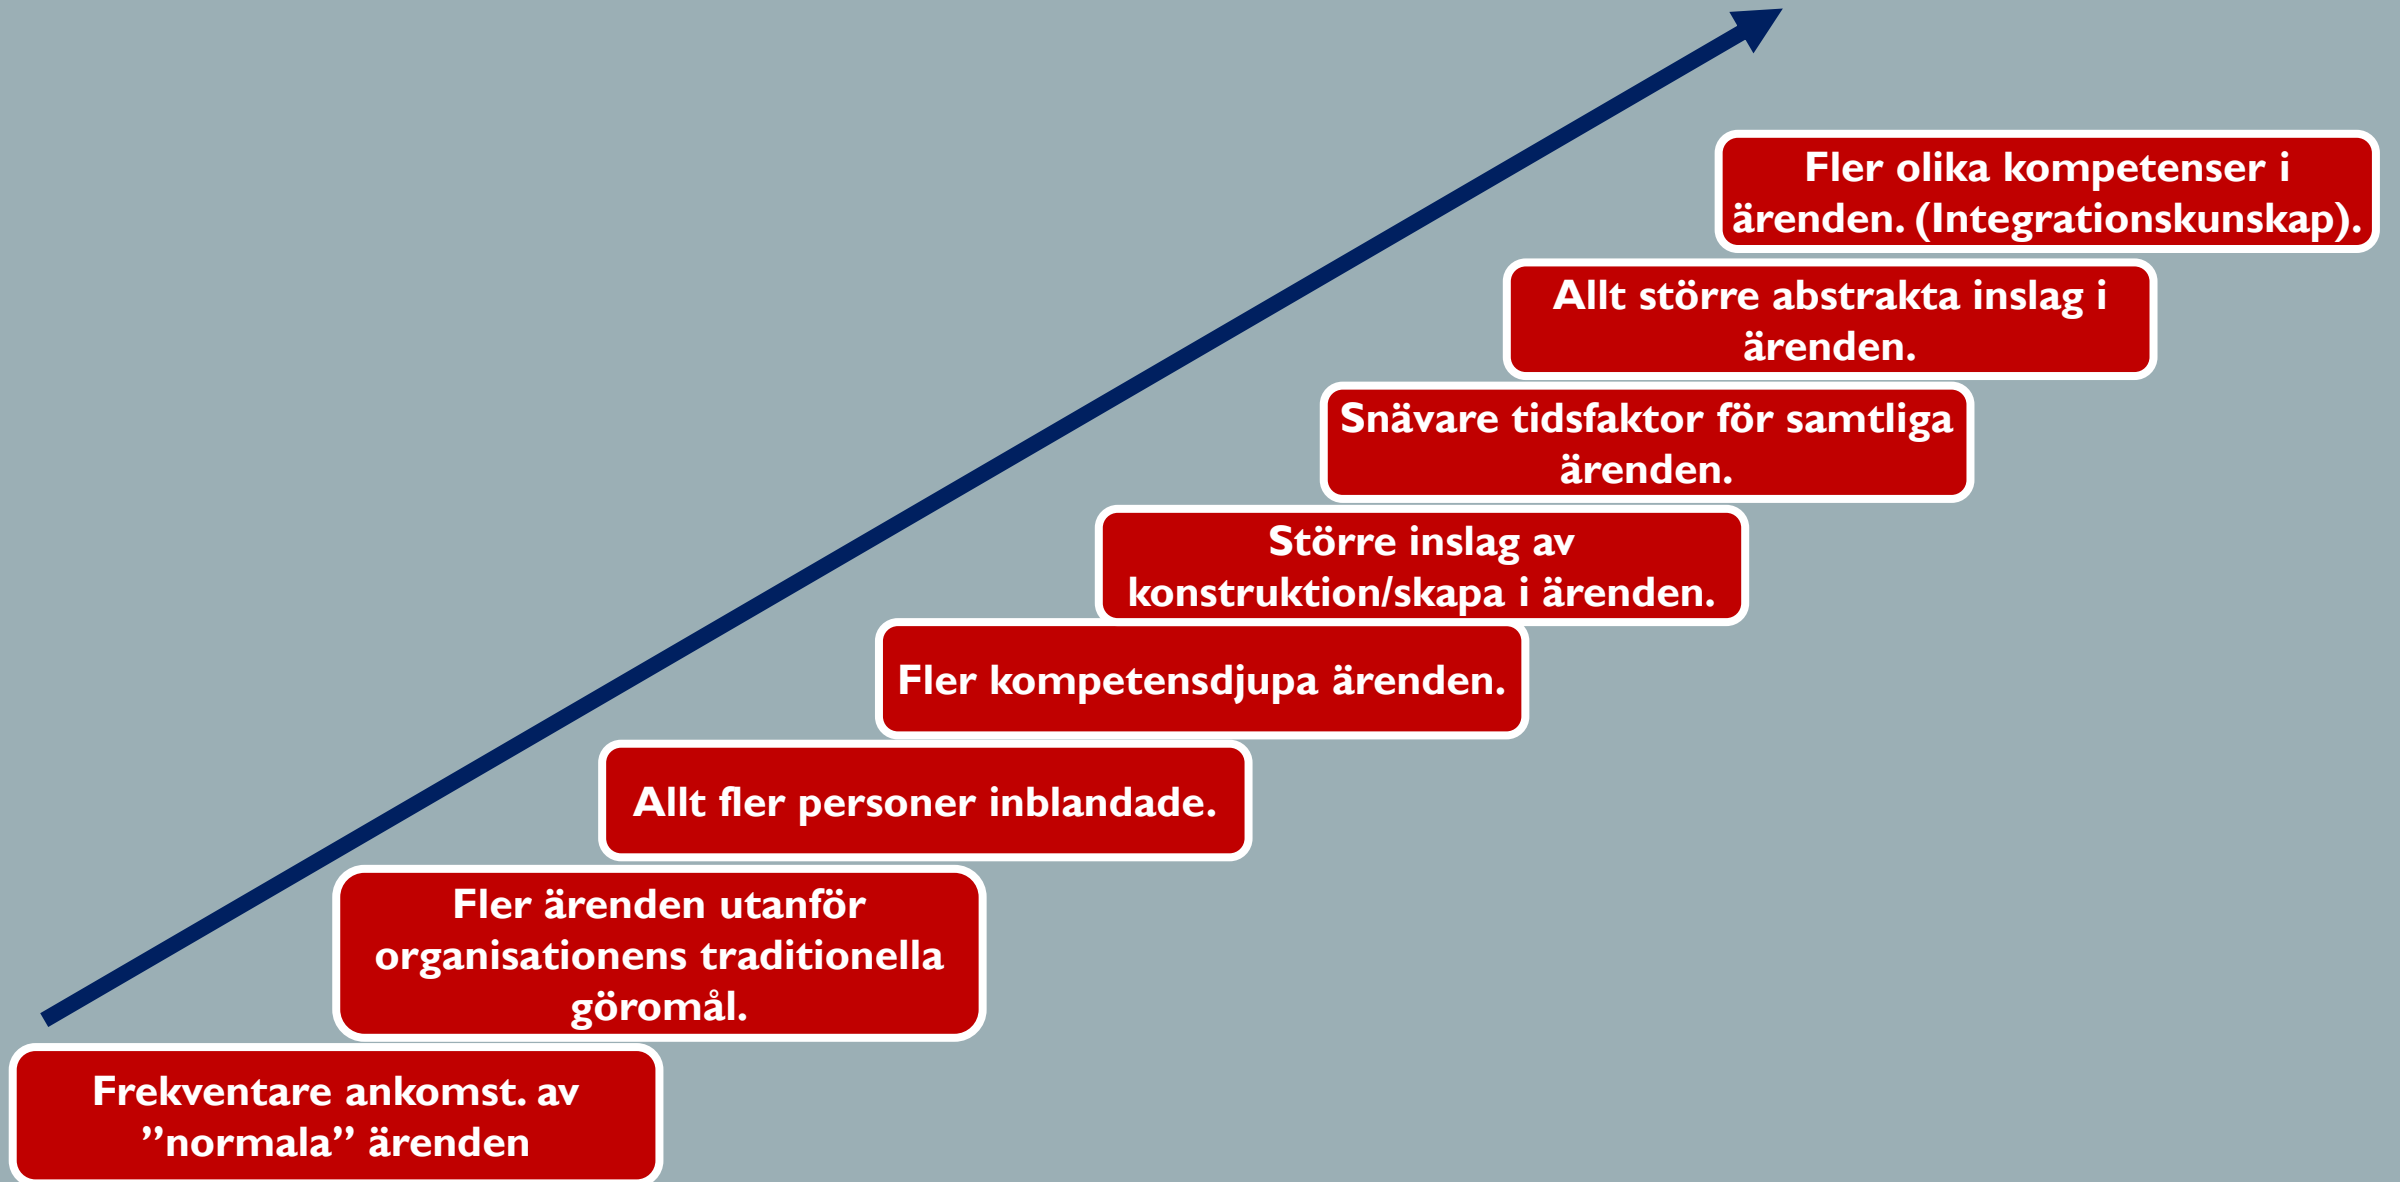 Fler olika kompetenser i
ärenden. (Integrationskunskap).
Allt större abstrakta inslag i
ärenden.
Snävare tidsfaktor för samtliga
ärenden.
Större inslag av
konstruktion/skapa i ärenden.
Fler kompetensdjupa ärenden.
Allt fler personer inblandade.
Fler ärenden utanför
organisationens traditionella
göromål.
Frekventare ankomst. av
”normala” ärenden